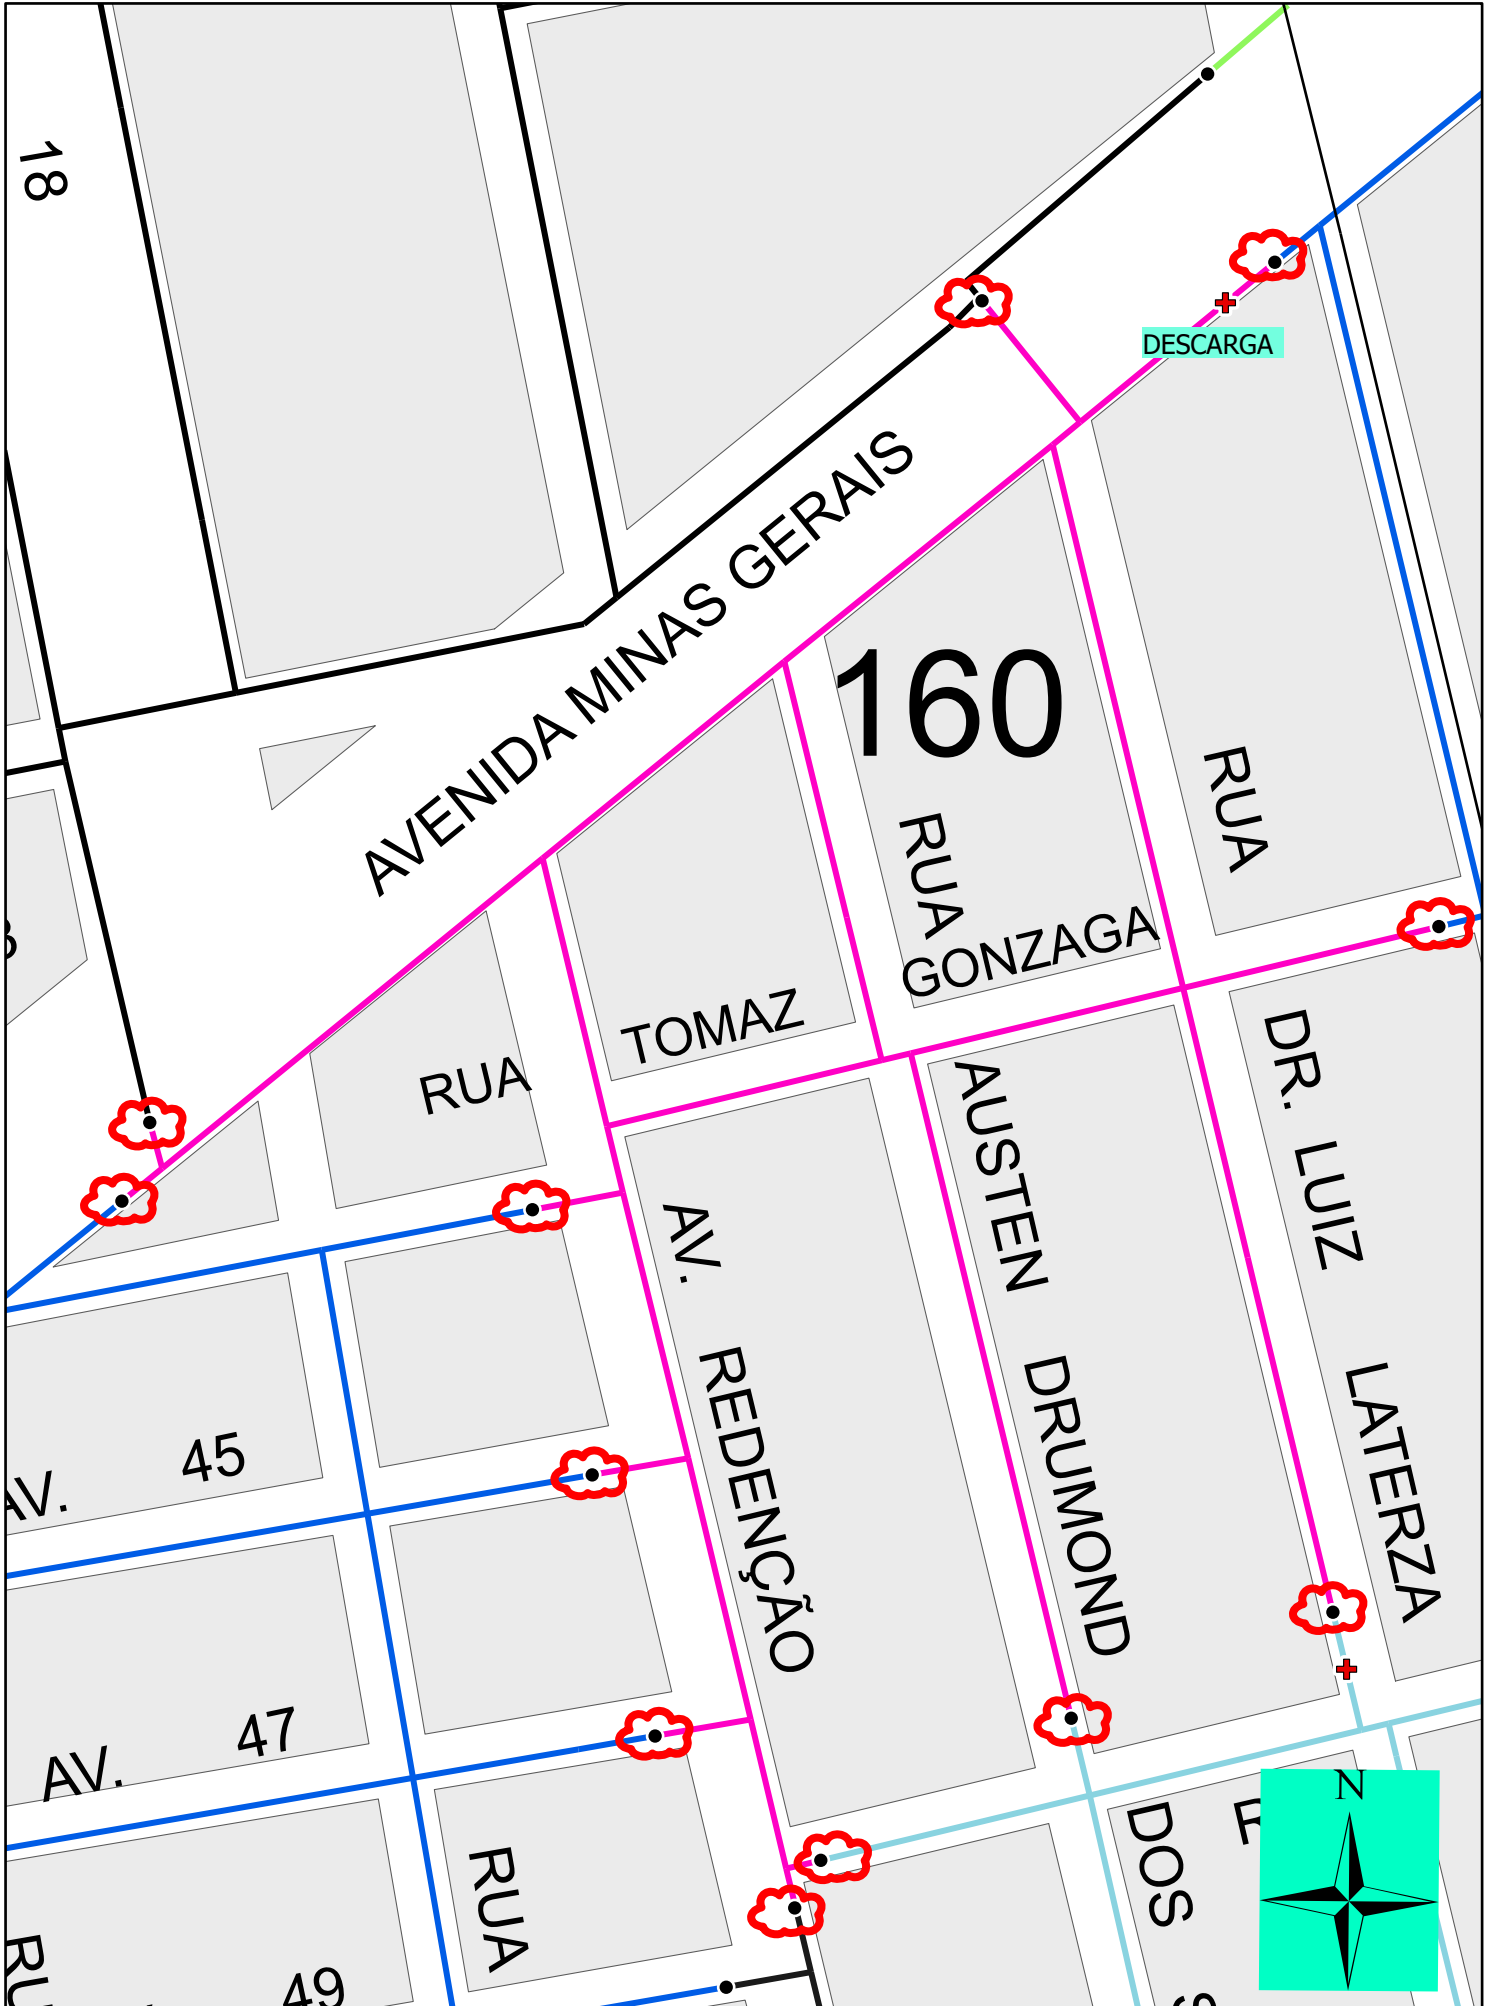 18
DESCARGA
AVENIDA MINAS GERAIS
160
RUA
RUA
GONZAGA
TOMAZ
RUA
DR. LUIZ
LATERZA
AUSTEN
DRUMOND
AV.
REDENÇÃO
45
AV.
47
AV.
DOS
N
RUA
49